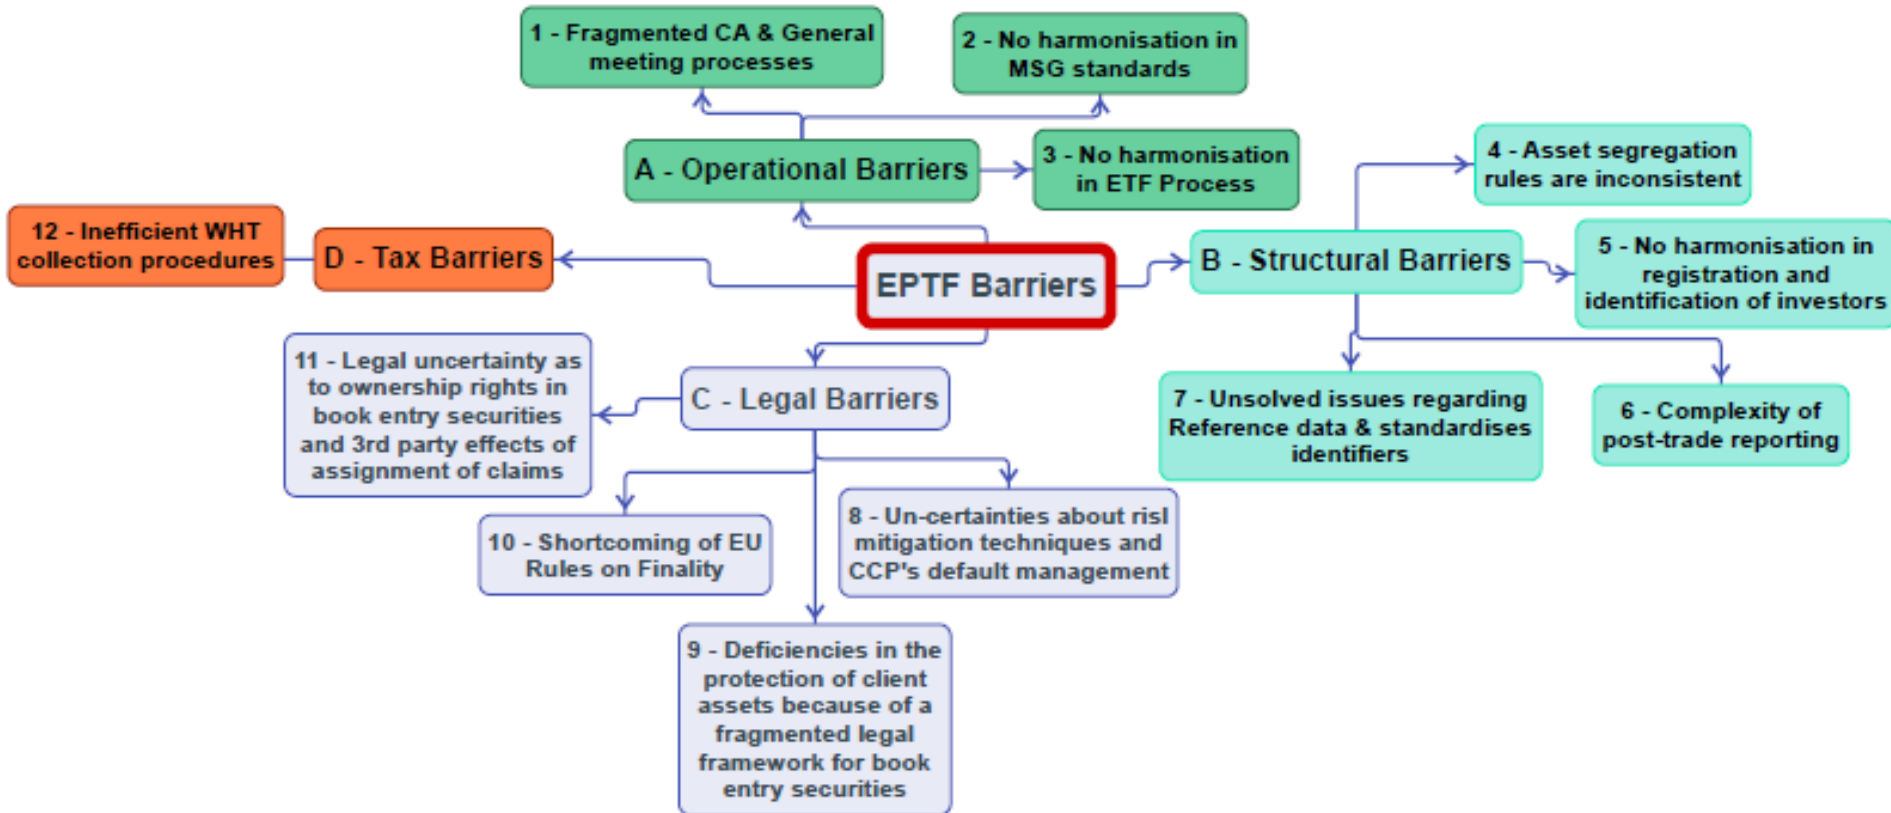 1 - Fragmented CA & General
meeting processes
2 - No harmonisation in
MSG standards
A - Operational Barriers
3 - No harmonisation
in ETF Process
4 - Asset segregation
rules are inconsistent
12 - Inefficient WHT
collection procedures
D - Tax Barriers
EPTF Barriers
B - Structural Barriers
5 - No harmonisation in
registration and
identification of investors
11 - Legal uncertainty as
to ownership rights in
book entry securities
and 3rd party effects of
assignment of claims
C - Legal Barriers
7 - Unsolved issues regarding
Reference data & standardises
identifiers
6 - Complexity of
post-trade reporting
10 - Shortcoming of EU
Rules on Finality
8 - Un-certainties about risl
mitigation techniques and
CCP's default management
9 - Deficiencies in the
protection of client
assets because of a
fragmented legal
framework for book
entry securities